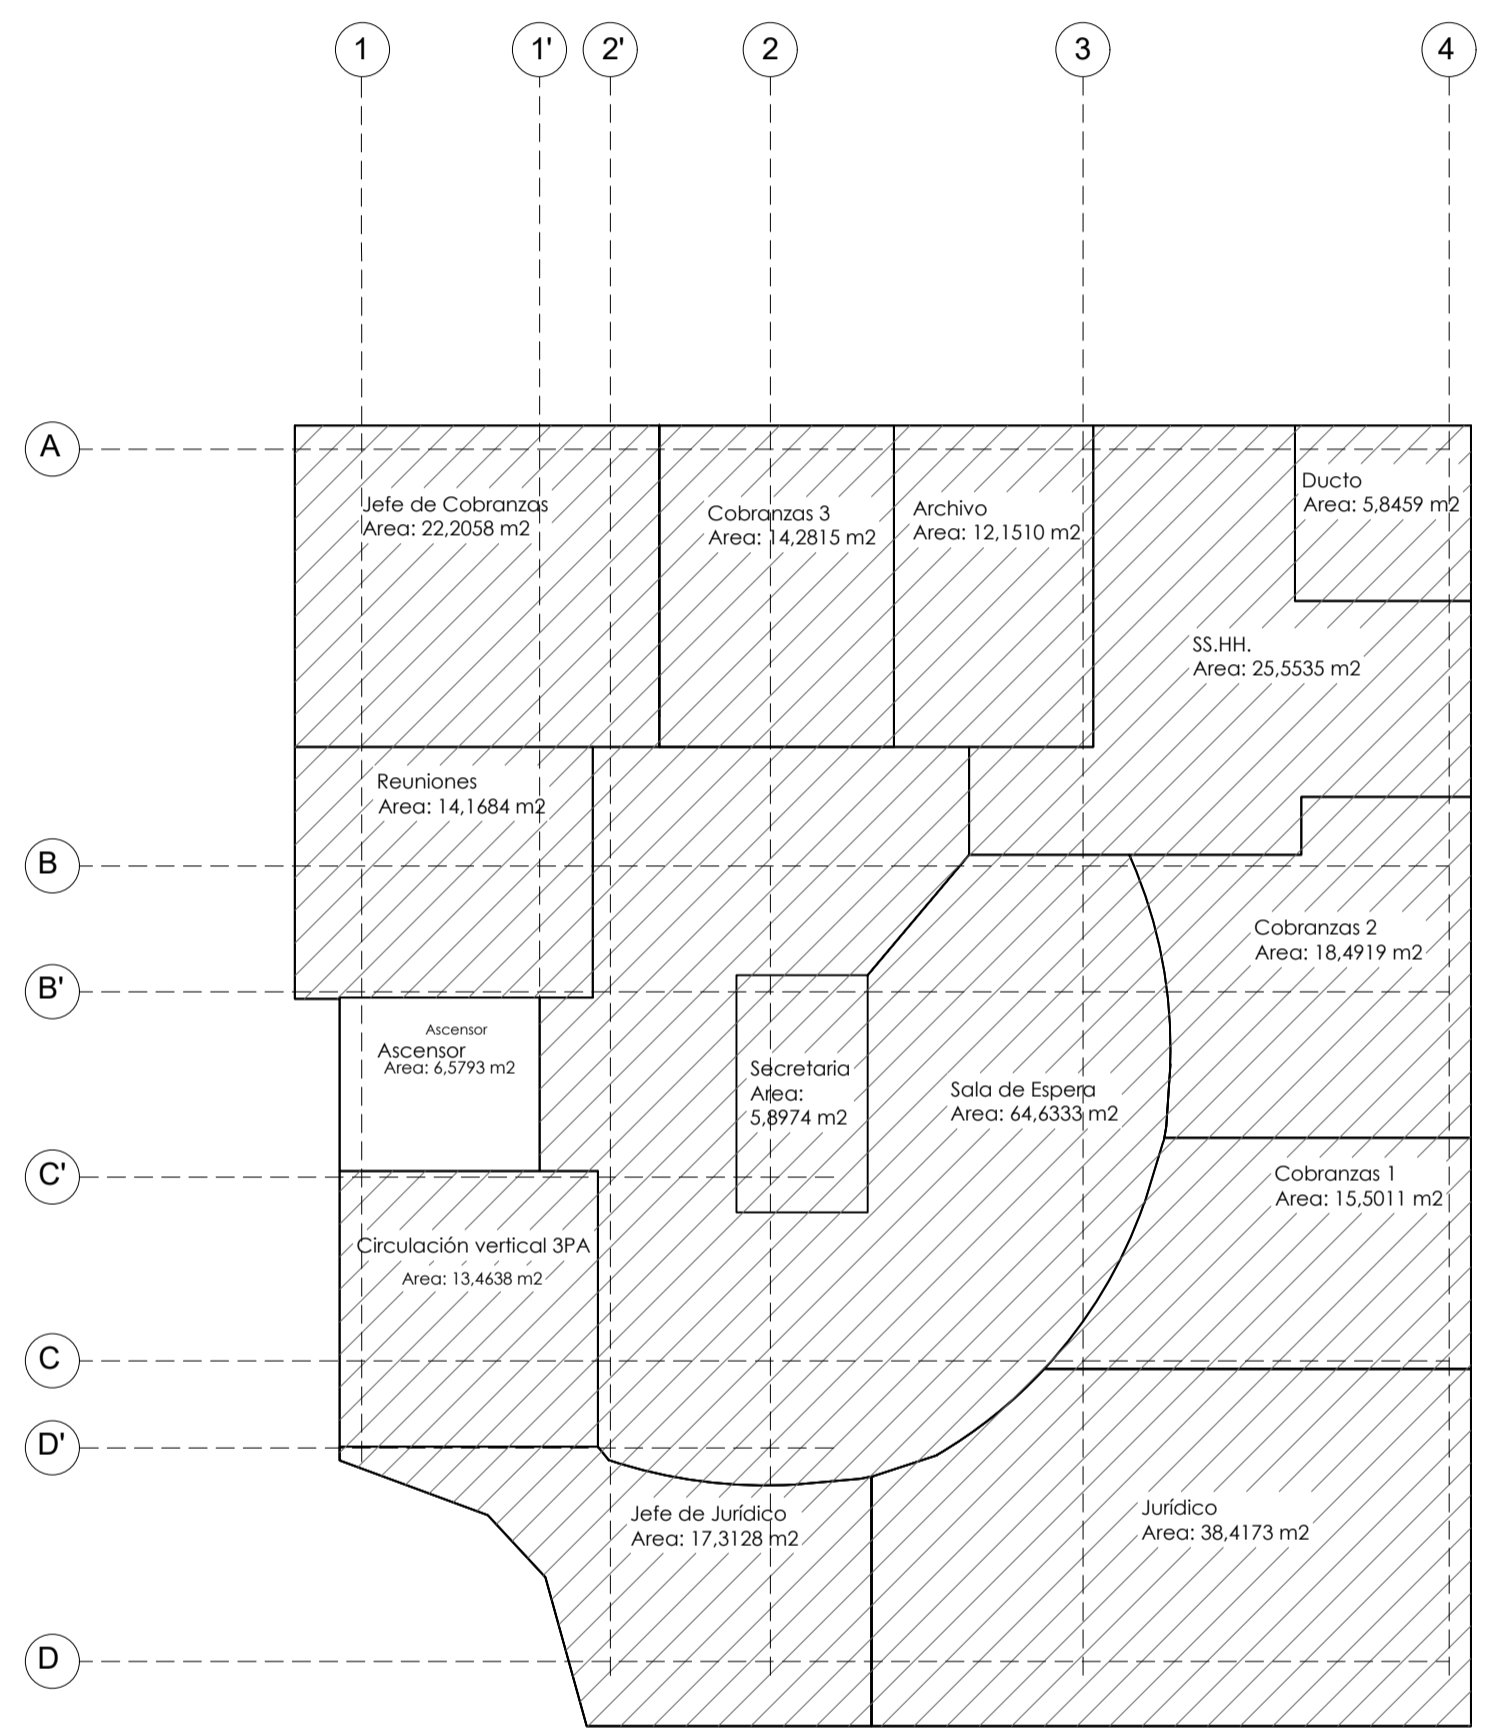 1
1'
2'
2
3
4
A
Jefe de Cobranzas
Area: 22,2058 m2
Cobranzas 3
Area: 14,2815 m2
Archivo
Area: 12,1510 m2
Ducto
Area: 5,8459 m2
SS.HH.
Area: 25,5535 m2
Reuniones
Area: 14,1684 m2
B
Cobranzas 2
Area: 18,4919 m2
B'
Ascensor
Ascensor
Area: 6,5793 m2
Secretaria
Area:
5,8974 m2
Sala de Espera
Area: 64,6333 m2
C'
Cobranzas 1
Area: 15,5011 m2
Circulación vertical 3PA
Area: 13,4638 m2
C
D'
Jefe de Jurídico
Area: 17,3128 m2
Jurídico
Area: 38,4173 m2
D